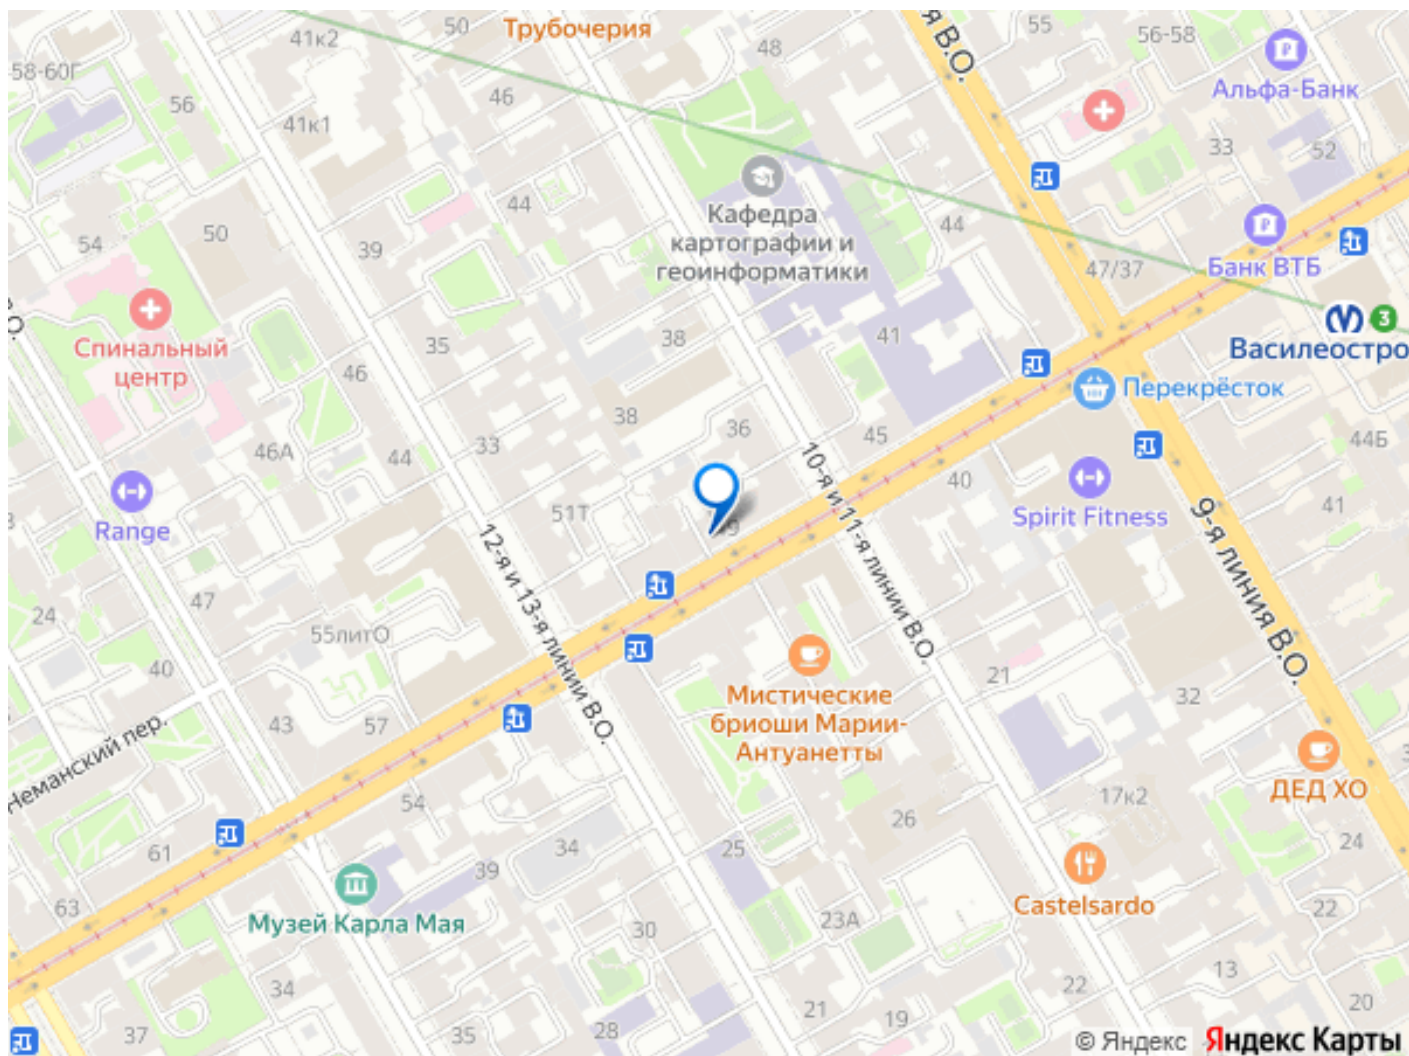 41к2
50
Трубочерия
48
я В.О.
55
56-58
Альфа-Банк
-58-60Г
56
41к1
46
33
52
Кафедра
картографии и
геоинформатики
44
44
54
50
39
47/37
Банк ВТБ
3
Василеостро
Спинальный
центр
35
46
38
41
Перекрёсток
38
36
45
33
44
46А
44Б
Range
51Т
10-я и 11-я линии В.О.
40
Spirit Fitness
41
9-я линия В.О.
12-я и 13-я линии В.О.
24
47
55литО
40
43
57
Неманский пер.
Мистические
бриоши Марии-
Антуанетты
21
32
ДЕД ХО
54
17к2
61
34
25
26
24
39
63
Музей Карла Мая
Castelsardo
30
23А
22
34
13
22
20
37
35
28
21
19
© Яндекс
Яндекс Карты